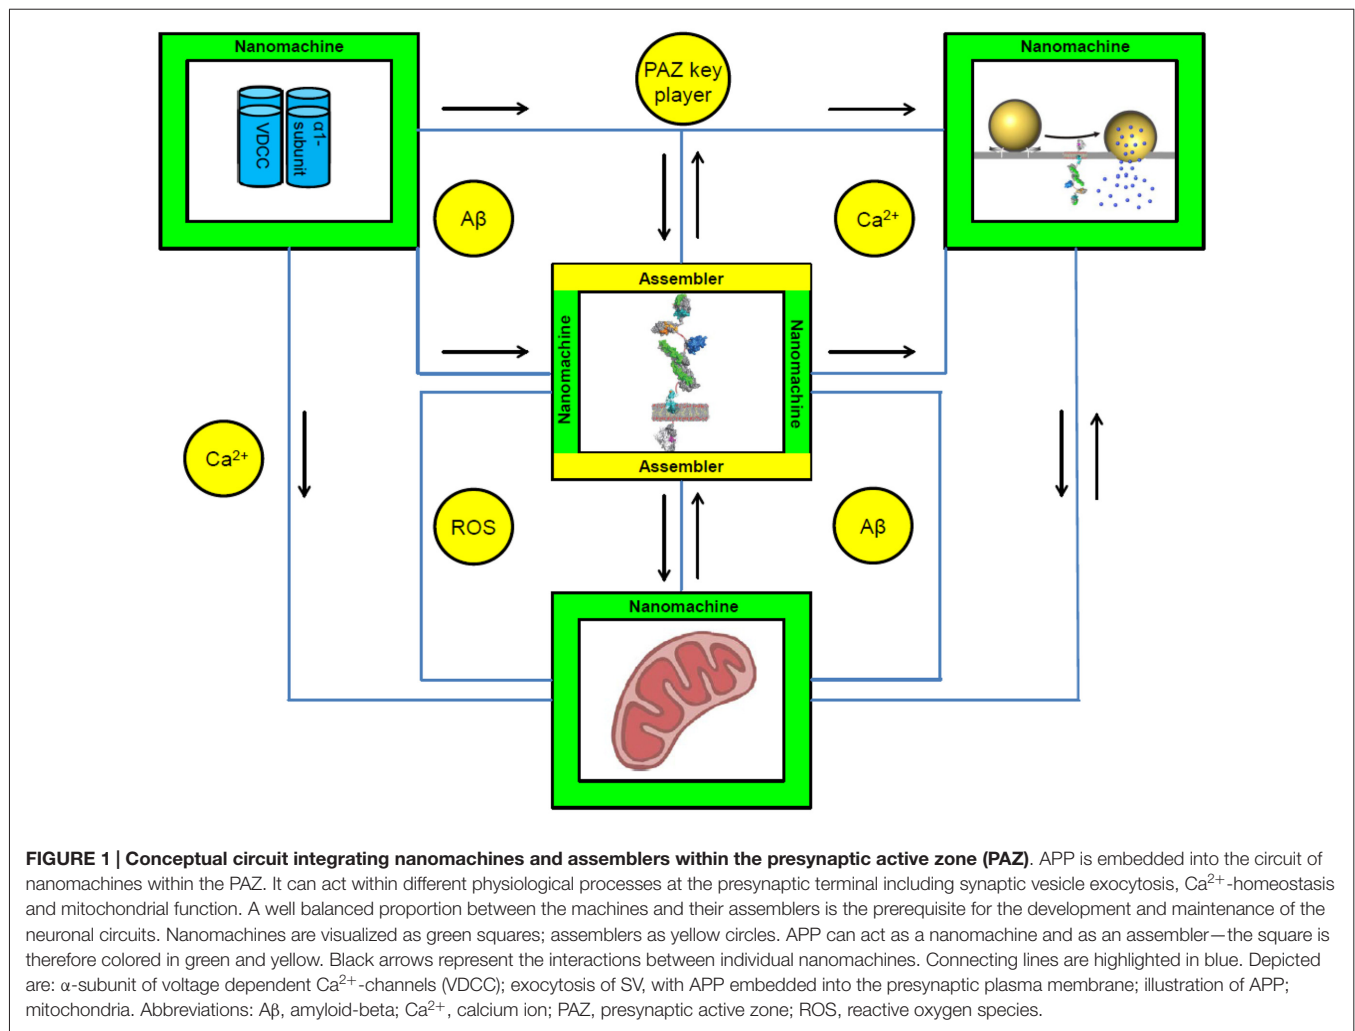 Nanomachine
PAZ key
player
Nanomachine
VDCC
α1-
subunit
Aβ
Ca²⁺
Assembler
Nanomachine
Nanomachine
Assembler
Ca²⁺
ROS
Aβ
Nanomachine
FIGURE 1 | Conceptual circuit integrating nanomachines and assemblers within the presynaptic active zone (PAZ). APP is embedded into the circuit of
nanomachines within the PAZ. It can act within different physiological processes at the presynaptic terminal including synaptic vesicle exocytosis, Ca²⁺-homeostasis
and mitochondrial function. A well balanced proportion between the machines and their assemblers is the prerequisite for the development and maintenance of the
neuronal circuits. Nanomachines are visualized as green squares; assemblers as yellow circles. APP can act as a nanomachine and as an assembler—the square is
therefore colored in green and yellow. Black arrows represent the interactions between individual nanomachines. Connecting lines are highlighted in blue. Depicted
are: α-subunit of voltage dependent Ca²⁺-channels (VDCC); exocytosis of SV, with APP embedded into the presynaptic plasma membrane; illustration of APP;
mitochondria. Abbreviations: Aβ, amyloid-beta; Ca²⁺, calcium ion; PAZ, presynaptic active zone; ROS, reactive oxygen species.